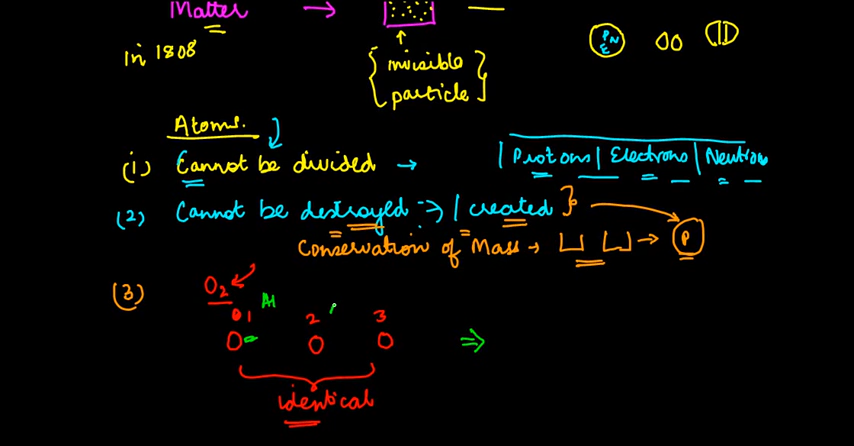 Matter →
In 1808
P N
E
{ invisible
particle }
Atoms.
(1) Cannot be divided → | Protons | Electrons | Neutrons
(2) Cannot be destroyed → | created }
Conservation of Mass → → P
(3) O2
1 A1 2 3
O O O ⇒
identical